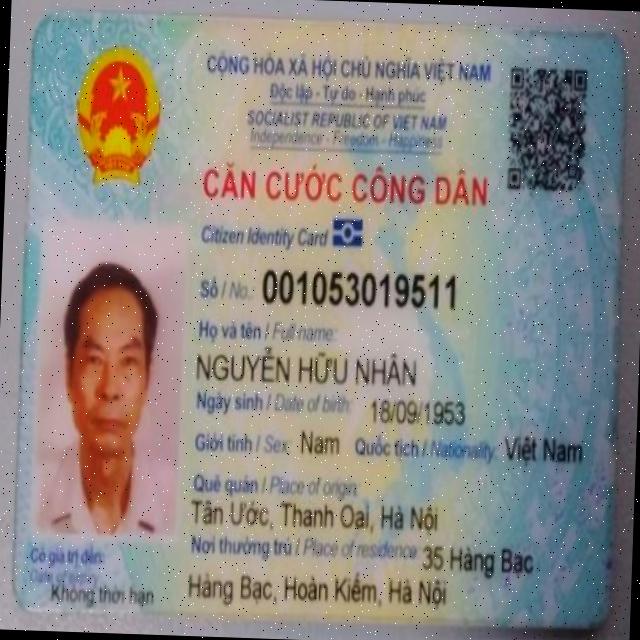 CỘNG HÒA XÃ HỘI CHỦ NGHĨA VIỆT NAM
Độc lập - Tự do - Hạnh phúc
SOCIALIST REPUBLIC OF VIET NAM
Independence - Freedom - Happiness
CĂN CƯỚC CÔNG DÂN
Citizen Identity Card
Số / No.: 001053019511
Họ và tên / Full name:
NGUYỄN HỮU NHÂN
Ngày sinh / Date of birth: 18/09/1953
Giới tính / Sex: Nam Quốc tịch / Nationality: Việt Nam
Quê quán / Place of origin:
Tân Ước, Thanh Oai, Hà Nội
Nơi thường trú / Place of residence 35 Hàng Bạc
Hàng Bạc, Hoàn Kiếm, Hà Nội
Có giá trị đến:
Date of expiry
Không thời hạn